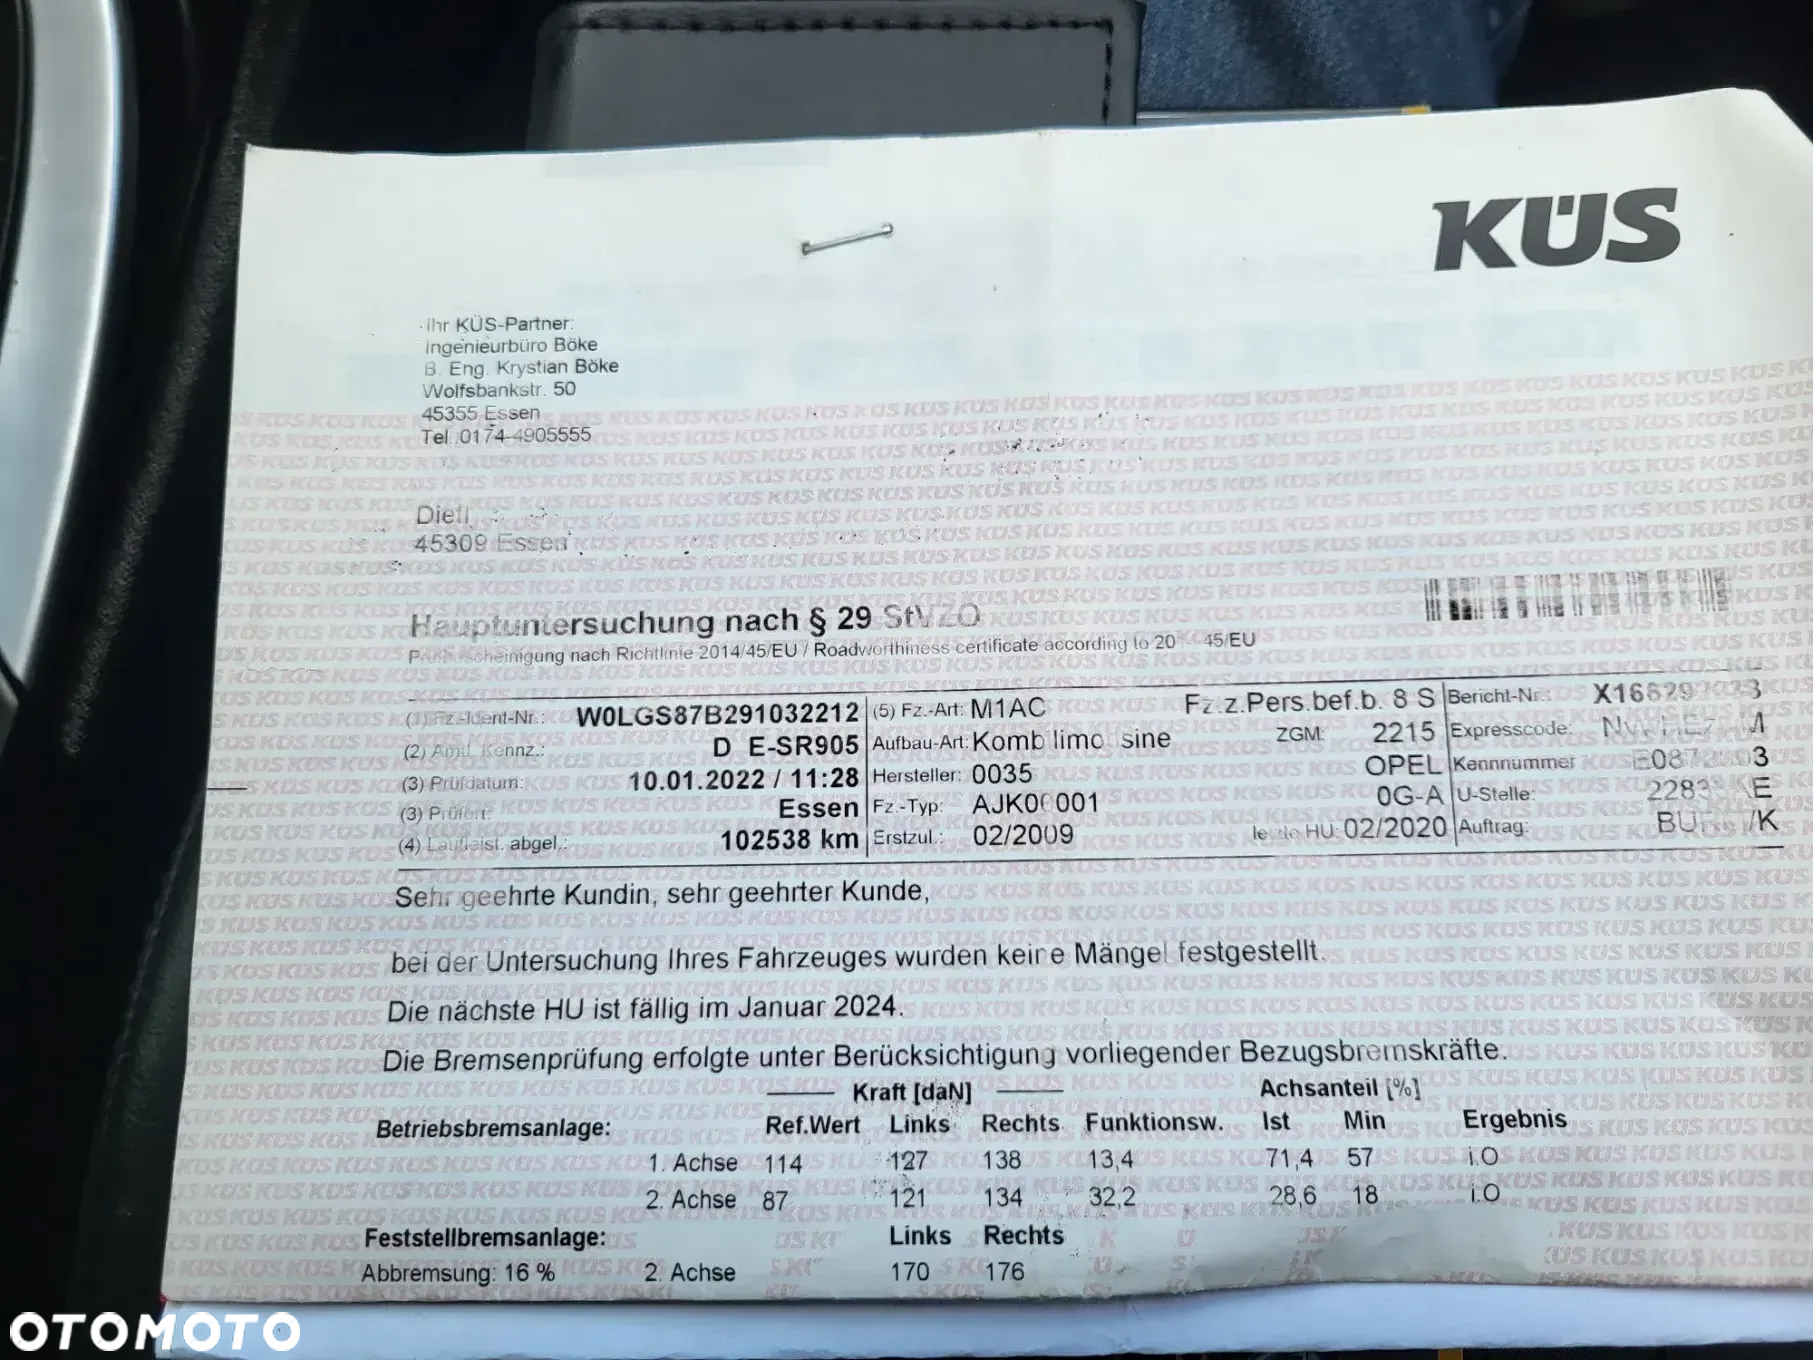 KÜS
Ihr KÜS-Partner:
Ingenieurbüro Böke
B. Eng. Krystian Böke
Wolfsbankstr. 50
45355 Essen
Tel.:0174-4905555
45309 Essen
Hauptuntersuchung nach § 29 StVZO
nach Richtlinie 2014/45/EU / Roadworthiness certificate according to 45/EU
(1) Fz.-Ident-Nr.: W0LGS87B291032212 (5) Fz.-Art: M1AC Fz.z.Pers.bef.b. 8 S Bericht-Nr.:
(2) Amtl. Kennz.: D E-SR905 Aufbau-Art: Kombilimousine ZGM: 2215 Expresscode:
(3) Prüfdatum: 10.01.2022 / 11:28 Hersteller: 0035 OPEL Kennnummer
(3) Prüfort: Essen Fz.-Typ: 0G-A U-Stelle:
(4) Laufleist. abgel.: 102538 km Erstzul.: 02/2009 letzte HU: 02/2020 Auftrag:
Sehr geehrte Kundin, sehr geehrter Kunde,
bei der Untersuchung Ihres Fahrzeuges wurden keine Mängel festgestellt.
Die nächste HU ist fällig im Januar 2024.
Die Bremsenprüfung erfolgte unter Berücksichtigung vorliegender Bezugsbremskräfte.
Kraft [daN] Achsanteil [%]
Betriebsbremsanlage: Ref.Wert Links Rechts Funktionsw. Ist Min Ergebnis
1. Achse 114 127 138 13,4 71,4 57 i.O
2. Achse 87 121 134 32,2 28,6 18 i.O
Feststellbremsanlage: Links Rechts
Abbremsung: 16 % 2. Achse 170 176
OTOMOTO